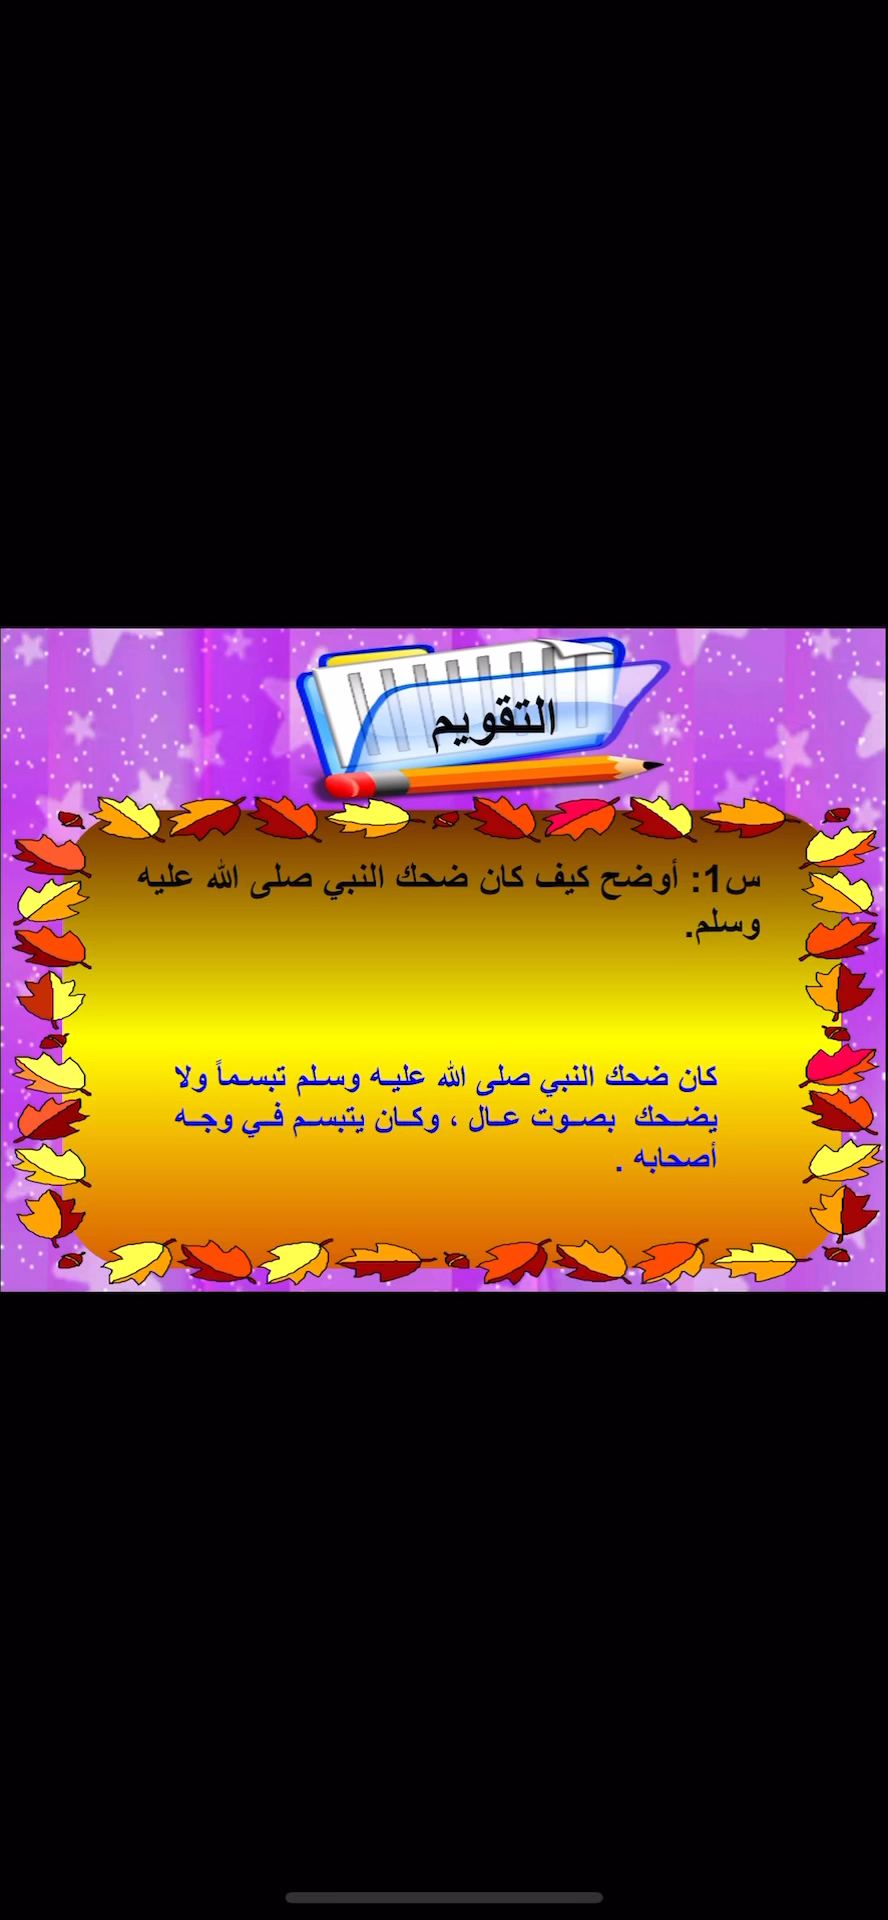 التقويم
س1: أوضح كيف كان ضحك النبي صلى الله عليه
وسلم.
كان ضحك النبي صلى الله عليه وسلم تبسماً ولا
يضحك بصوت عال ، وكان يتبسم في وجه
أصحابه .